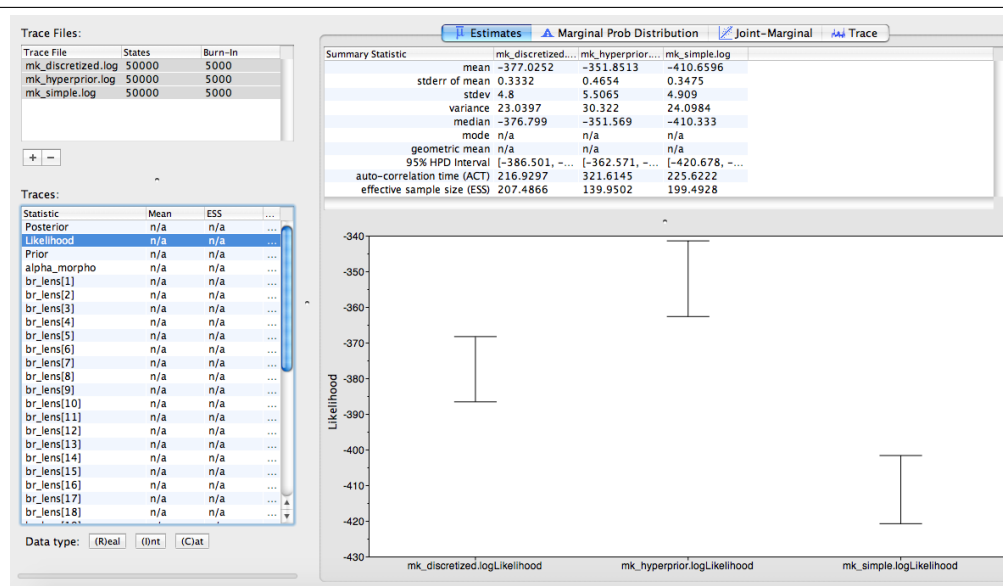 Trace Files:
Trace File States Burn-In
mk_discretized.log 50000 5000
mk_hyperprior.log 50000 5000
mk_simple.log 50000 5000
+ -
Traces:
Statistic Mean ESS ...
Posterior n/a n/a ...
Likelihood n/a n/a ...
Prior n/a n/a ...
alpha_morpho n/a n/a ...
br_lens[1] n/a n/a ...
br_lens[2] n/a n/a ...
br_lens[3] n/a n/a ...
br_lens[4] n/a n/a ...
br_lens[5] n/a n/a ...
br_lens[6] n/a n/a ...
br_lens[7] n/a n/a ...
br_lens[8] n/a n/a ...
br_lens[9] n/a n/a ...
br_lens[10] n/a n/a ...
br_lens[11] n/a n/a ...
br_lens[12] n/a n/a ...
br_lens[13] n/a n/a ...
br_lens[14] n/a n/a ...
br_lens[15] n/a n/a ...
br_lens[16] n/a n/a ...
br_lens[17] n/a n/a ...
br_lens[18] n/a n/a ...
Data type: (R)eal (I)nt (C)at
Estimates Marginal Prob Distribution Joint-Marginal Trace
Summary Statistic mk_discretized.... mk_hyperprior.... mk_simple.log
mean -377.0252 -351.8513 -410.6596
stderr of mean 0.3332 0.4654 0.3475
stdev 4.8 5.5065 4.909
variance 23.0397 30.322 24.0984
median -376.799 -351.569 -410.333
mode n/a n/a n/a
geometric mean n/a n/a n/a
95% HPD Interval [-386.501, -... [-362.571, -... [-420.678, -...
auto-correlation time (ACT) 216.9297 321.6145 225.6222
effective sample size (ESS) 207.4866 139.9502 199.4928
-340
-350
-360
-370
-380
-390
-400
-410
-420
-430
Likelihood
mk_discretized.logLikelihood mk_hyperprior.logLikelihood mk_simple.logLikelihood